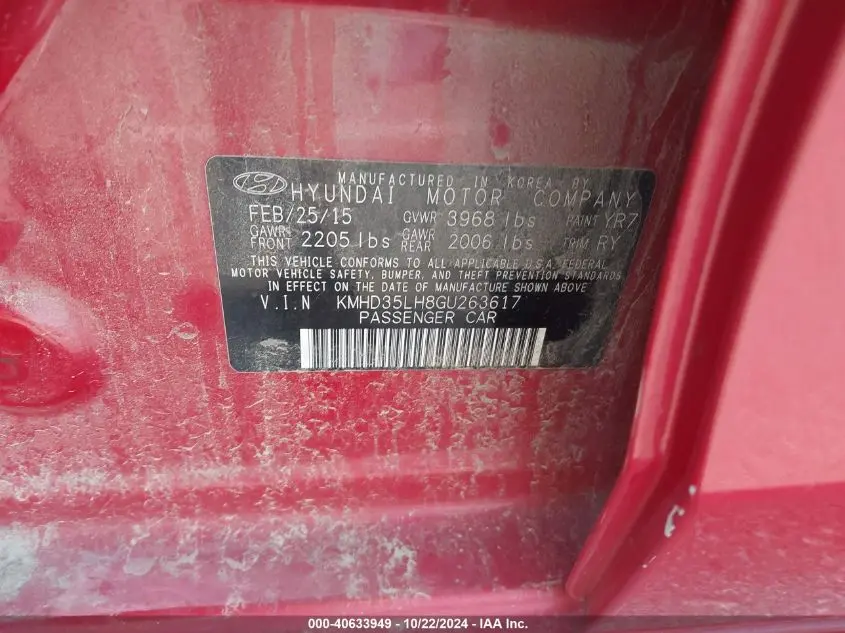 MANUFACTURED IN KOREA BY
HYUNDAI MOTOR COMPANY
FEB/25/15 GVWR 3968 lbs PAINT YR7
GAWR FRONT 2205 lbs GAWR REAR 2006 lbs TRIM RY
THIS VEHICLE CONFORMS TO ALL APPLICABLE U.S.A. FEDERAL
MOTOR VEHICLE SAFETY, BUMPER, AND THEFT PREVENTION STANDARDS
IN EFFECT ON THE DATE OF MANUFACTURE SHOWN ABOVE
V.I.N KMHD35LH8GU263617
PASSENGER CAR
000-40633949 - 10/22/2024 - IAA Inc.